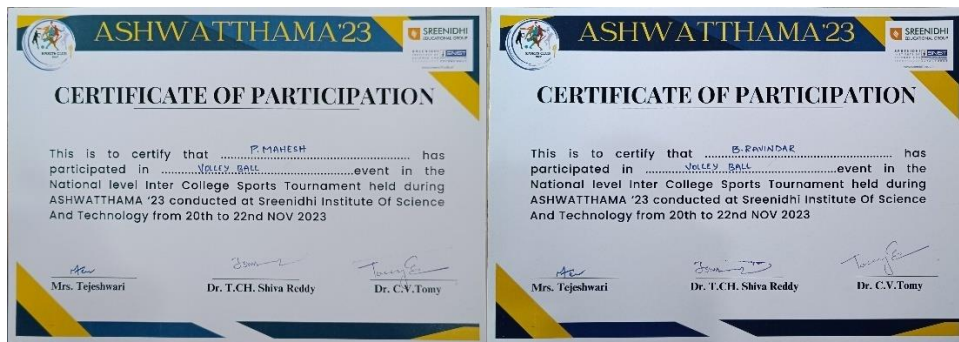 ASHWATTHAMA'23
SREENIDHI
EDUCATIONAL GROUP
SNIST
CERTIFICATE OF PARTICIPATION
This is to certify that P. MAHESH has
participated in VOLLEY BALL event in the
National level Inter College Sports Tournament held during
ASHWATTHAMA '23 conducted at Sreenidhi Institute Of Science
And Technology from 20th to 22nd NOV 2023
Mrs. Tejeshwari
Dr. T.CH. Shiva Reddy
Dr. C.V.Tomy
ASHWATTHAMA'23
SREENIDHI
EDUCATIONAL GROUP
SNIST
CERTIFICATE OF PARTICIPATION
This is to certify that B. RAVINDAR has
participated in VOLLEY BALL event in the
National level Inter College Sports Tournament held during
ASHWATTHAMA '23 conducted at Sreenidhi Institute Of Science
And Technology from 20th to 22nd NOV 2023
Mrs. Tejeshwari
Dr. T.CH. Shiva Reddy
Dr. C.V.Tomy